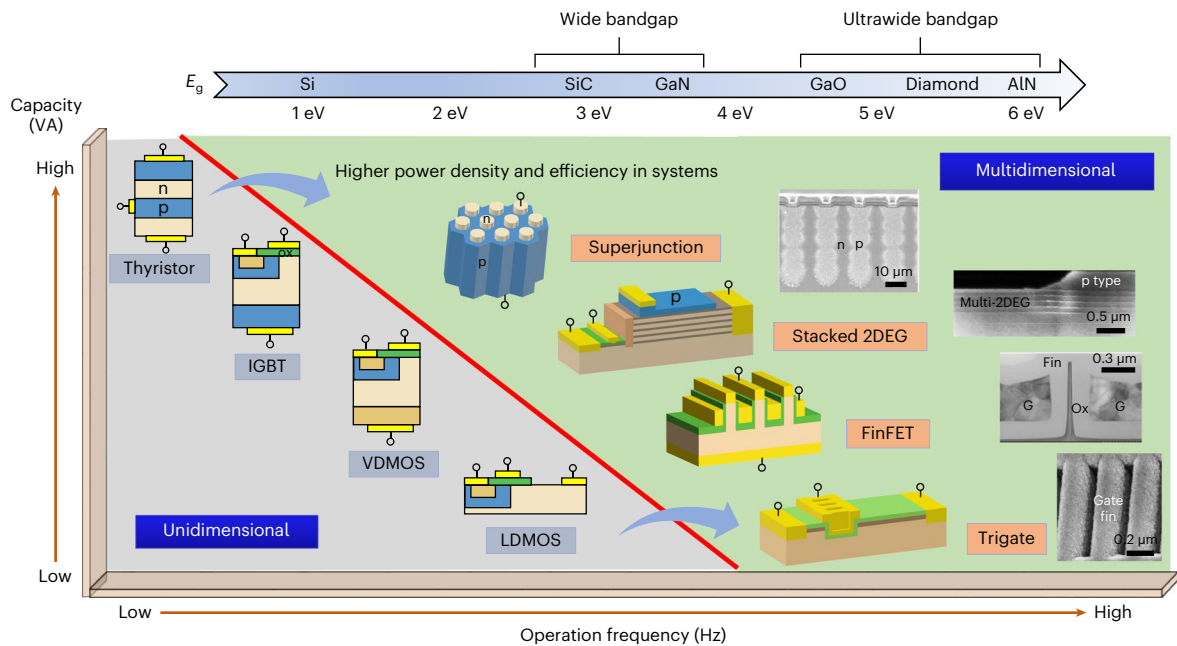 Wide bandgap
Ultrawide bandgap
Eg
Si
SiC
GaN
GaO
Diamond
AlN
1 eV
2 eV
3 eV
4 eV
5 eV
6 eV
Capacity
(VA)
High
Low
Higher power density and efficiency in systems
Multidimensional
n
p
Thyristor
ox
IGBT
VDMOS
LDMOS
Unidimensional
n
p
Superjunction
n p
10 µm
p
Stacked 2DEG
p type
Multi-2DEG
0.5 µm
FinFET
0.3 µm
Fin
G
Ox
G
Trigate
Gate
fin
0.2 µm
Low
High
Operation frequency (Hz)